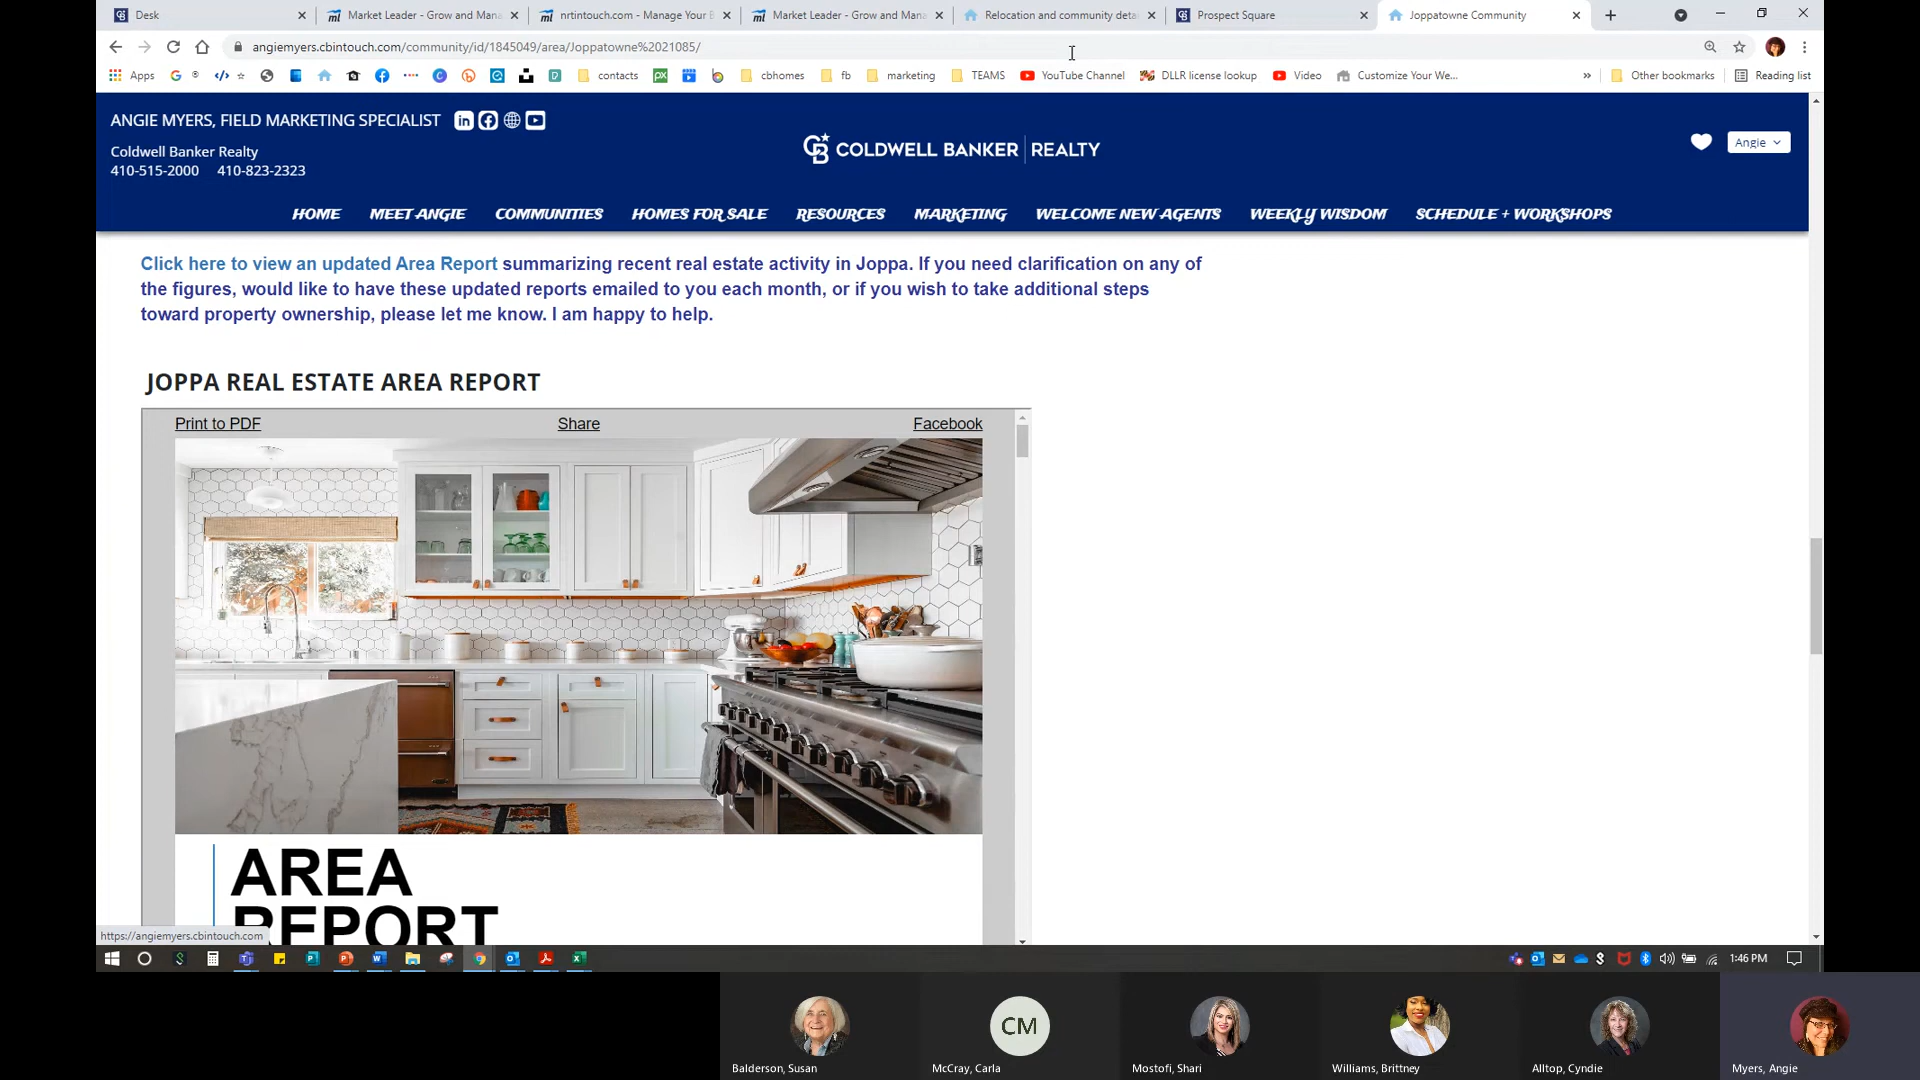 Desk
Market Leader - Grow and Mana
nrtintouch.com - Manage Your B
Market Leader - Grow and Mana
Relocation and community deta
Prospect Square
Joppatowne Community
angiemyers.cbintouch.com/community/id/1845049/area/Joppatowne%2021085/
Apps
contacts
cbhomes
fb
marketing
TEAMS
YouTube Channel
DLLR license lookup
Video
Customize Your We...
»
Other bookmarks
Reading list
ANGIE MYERS, FIELD MARKETING SPECIALIST
Coldwell Banker Realty
410-515-2000 410-823-2323
COLDWELL BANKER | REALTY
Angie
HOME MEET ANGIE COMMUNITIES HOMES FOR SALE RESOURCES MARKETING WELCOME NEW AGENTS WEEKLY WISDOM SCHEDULE + WORKSHOPS
Click here to view an updated Area Report summarizing recent real estate activity in Joppa. If you need clarification on any of
the figures, would like to have these updated reports emailed to you each month, or if you wish to take additional steps
toward property ownership, please let me know. I am happy to help.
JOPPA REAL ESTATE AREA REPORT
Print to PDF Share Facebook
AREA
REPORT
https://angiemyers.cbintouch.com
1:46 PM
CM
Balderson, Susan
McCray, Carla
Mostofi, Shari
Williams, Brittney
Alltop, Cyndie
Myers, Angie